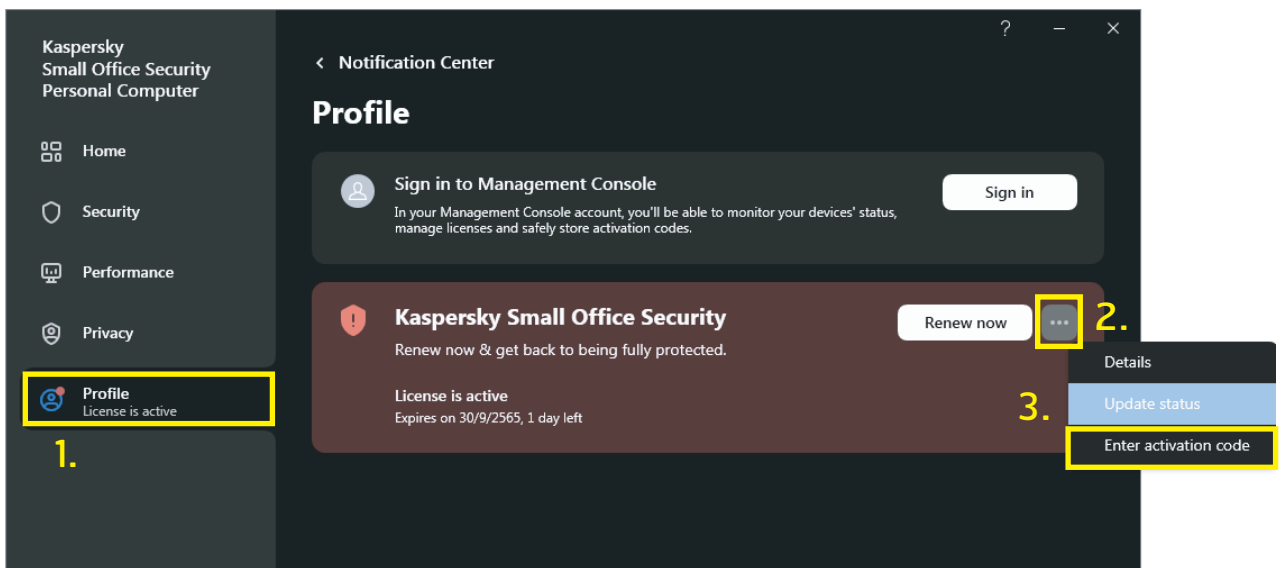 Kaspersky
Small Office Security
Personal Computer
Home
Security
Performance
Privacy
Profile
License is active
1.
?
Notification Center
Profile
Sign in to Management Console
In your Management Console account, you'll be able to monitor your devices' status,
manage licenses and safely store activation codes.
Sign in
Kaspersky Small Office Security
Renew now & get back to being fully protected.
License is active
Expires on 30/9/2565, 1 day left
Renew now
2.
Details
3.
Update status
Enter activation code